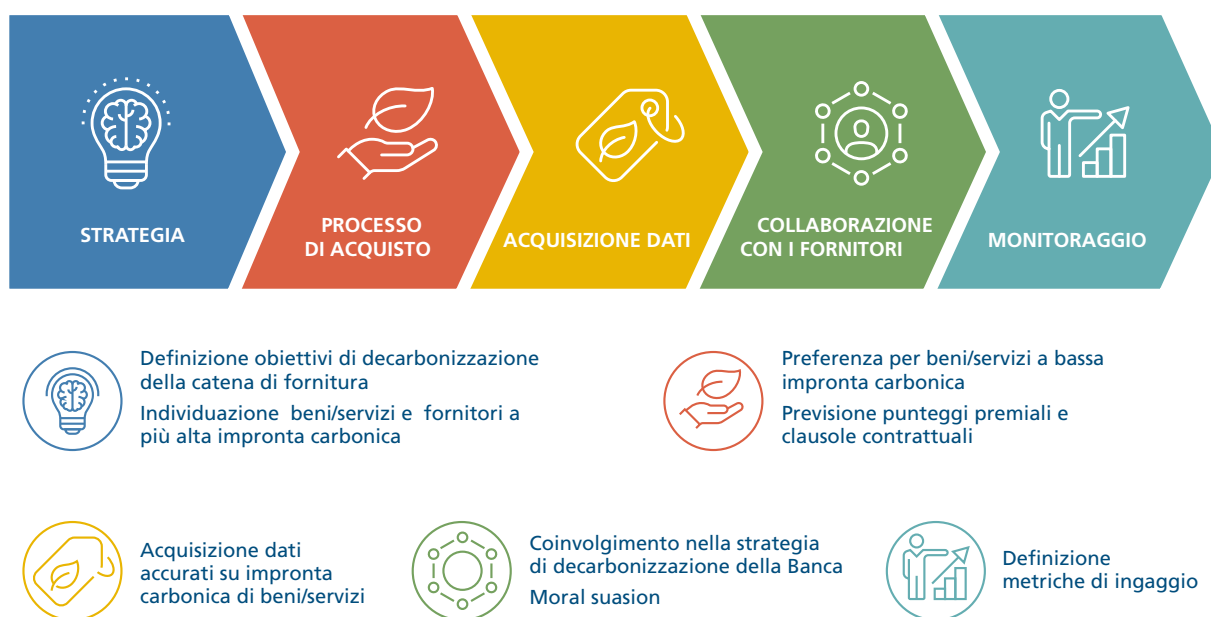 STRATEGIA
PROCESSO
DI ACQUISTO
ACQUISIZIONE DATI
COLLABORAZIONE
CON I FORNITORI
MONITORAGGIO
Definizione obiettivi di decarbonizzazione
della catena di fornitura
Individuazione beni/servizi e fornitori a
più alta impronta carbonica
Preferenza per beni/servizi a bassa
impronta carbonica
Previsione punteggi premiali e
clausole contrattuali
Acquisizione dati
accurati su impronta
carbonica di beni/servizi
Coinvolgimento nella strategia
di decarbonizzazione della Banca
Moral suasion
Definizione
metriche di ingaggio